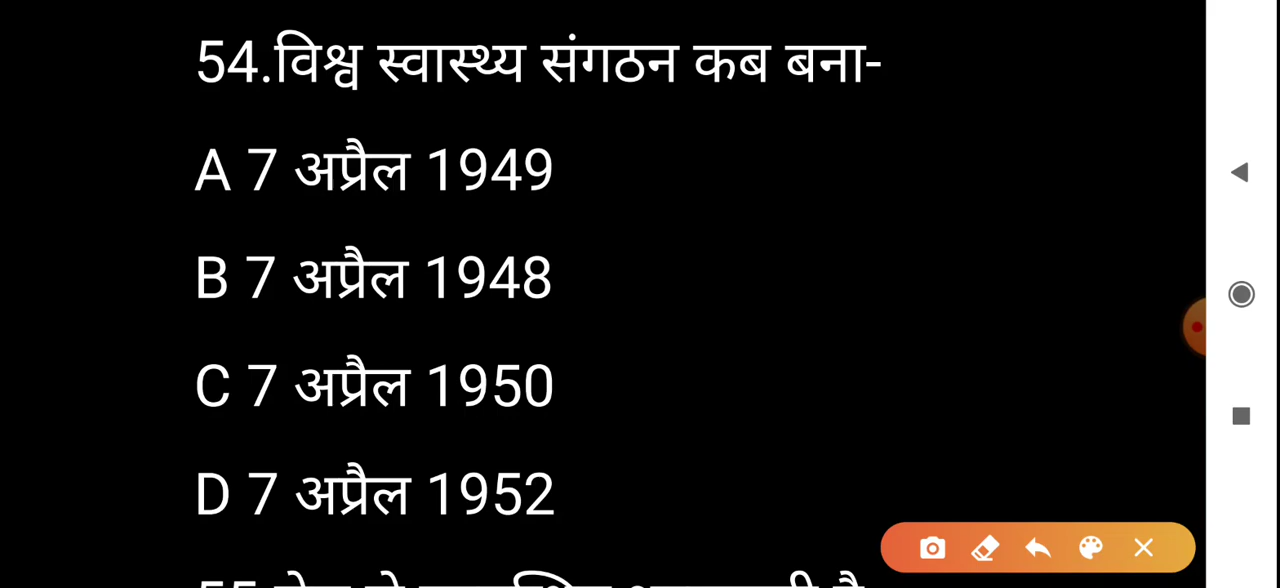 54.विश्व स्वास्थ्य संगठन कब बना-
A 7 अप्रैल 1949
B 7 अप्रैल 1948
C 7 अप्रैल 1950
D 7 अप्रैल 1952